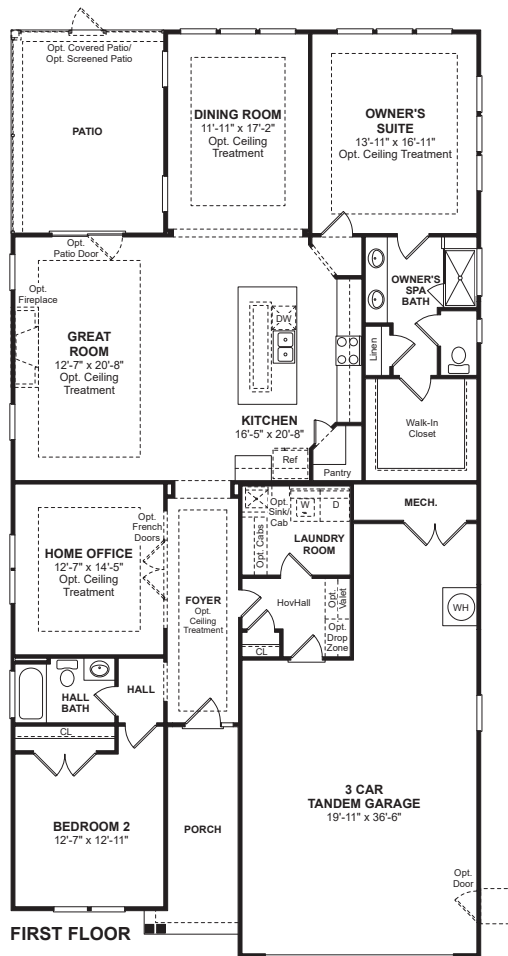 Opt. Covered Patio/
Opt. Screened Patio
PATIO
DINING ROOM
11'-11" x 17'-2"
Opt. Ceiling
Treatment
OWNER'S
SUITE
13'-11" x 16'-11"
Opt. Ceiling Treatment
Opt.
Patio Door
Opt.
Fireplace
GREAT
ROOM
12'-7" x 20'-8"
Opt. Ceiling
Treatment
DW
KITCHEN
16'-5" x 20'-8"
Ref
Pantry
OWNER'S
SPA
BATH
Linen
Walk-In
Closet
MECH.
Opt.
French
Doors
HOME OFFICE
12'-7" x 14'-5"
Opt. Ceiling
Treatment
FOYER
Opt.
Ceiling
Treatment
Opt.
Sink/
Cab
W
D
Opt. Cabs
LAUNDRY
ROOM
HovHall
Opt.
Valet
Opt.
Drop
Zone
CL
WH
HALL
BATH
HALL
CL
BEDROOM 2
12'-7" x 12'-11"
PORCH
3 CAR
TANDEM GARAGE
19'-11" x 36'-6"
Opt.
Door
FIRST FLOOR